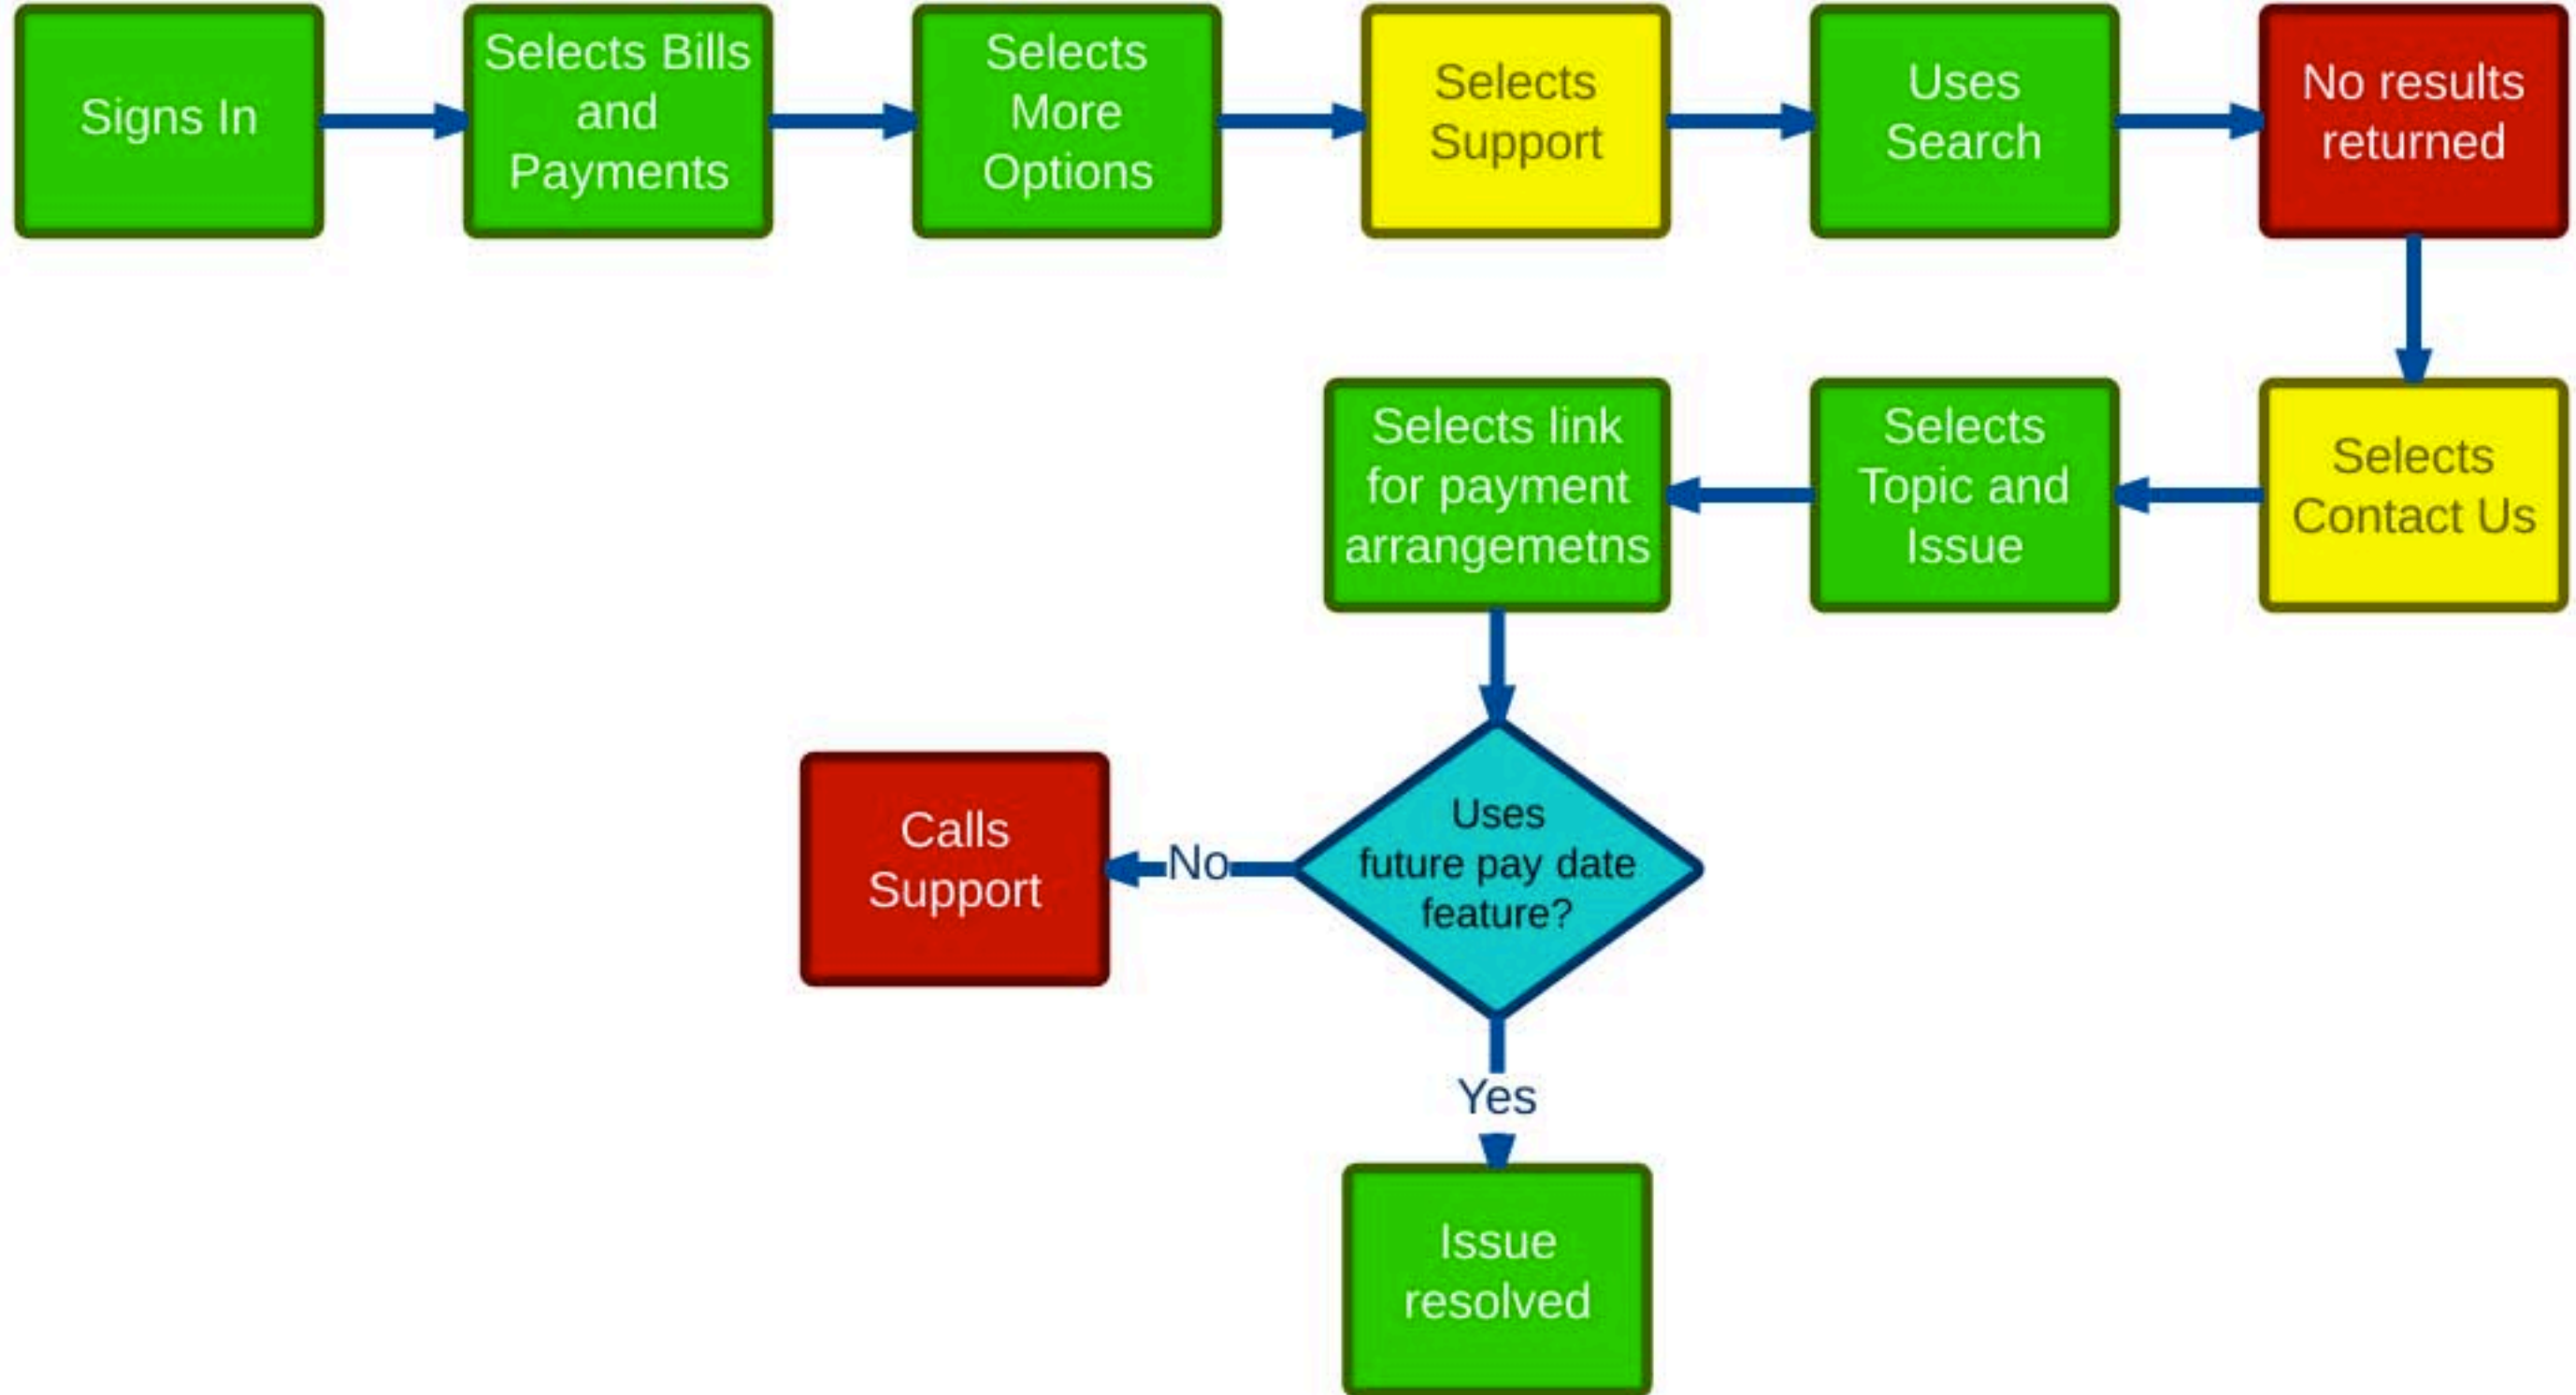 Signs In
Selects Bills
and
Payments
Selects
More
Options
Selects
Support
Uses
Search
No results
returned
Selects link
for payment
arrangemetns
Selects
Topic and
Issue
Selects
Contact Us
Calls
Support
No
Uses
future pay date
feature?
Yes
Issue
resolved